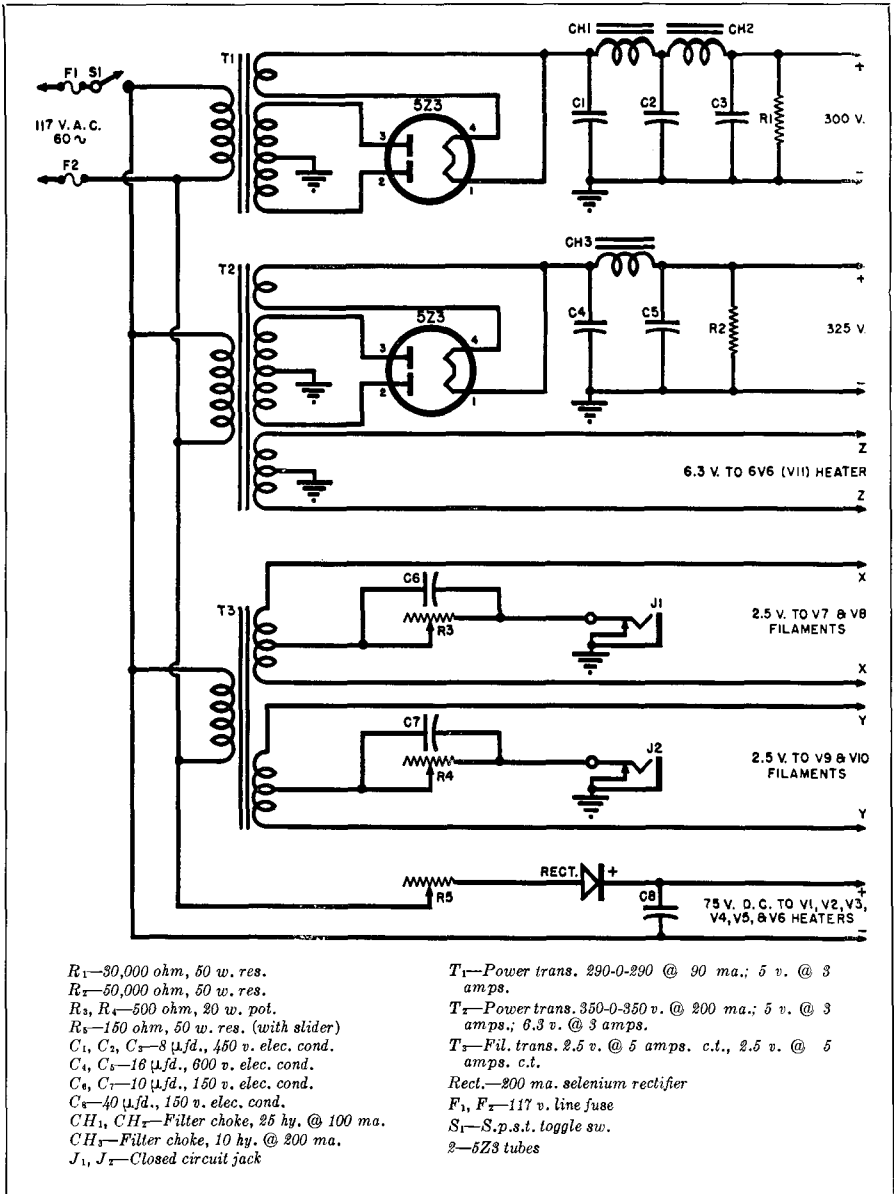 CH1
CH2
F1 S1
T1
5Z3
+
4
C1
C2
C3
R1
117 V. A. C.
60 ~
3
300 V.
F2
2
1
-
CH3
T2
5Z3
+
4
C4
C5
R2
3
325 V.
2
1
-
Z
6.3 V. TO 6V6 (V11) HEATER
Z
C6
X
T3
R3
J1
2.5 V. TO V7 & V8
FILAMENTS
X
Y
C7
R4
J2
2.5 V. TO V9 & V10
FILAMENTS
Y
RECT.
+
+
R5
C8
75 V. D.C. TO V1, V2, V3,
V4, V5, & V6 HEATERS
-
R₁—30,000 ohm, 50 w. res.
R₂—50,000 ohm, 50 w. res.
R₃, R₄—500 ohm, 20 w. pot.
R₅—150 ohm, 50 w. res. (with slider)
C₁, C₂, C₃—8 μfd., 450 v. elec. cond.
C₄, C₅—16 μfd., 600 v. elec. cond.
C₆, C₇—10 μfd., 150 v. elec. cond.
C₈—40 μfd., 150 v. elec. cond.
CH₁, CH₂—Filter choke, 25 hy. @ 100 ma.
CH₃—Filter choke, 10 hy. @ 200 ma.
J₁, J₂—Closed circuit jack
T₁—Power trans. 290-0-290 @ 90 ma.; 5 v. @ 3
amps.
T₂—Power trans. 350-0-350 v. @ 200 ma.; 5 v. @ 3
amps.; 6.3 v. @ 3 amps.
T₃—Fil. trans. 2.5 v. @ 5 amps. c.t., 2.5 v. @ 5
amps. c.t.
Rect.—200 ma. selenium rectifier
F₁, F₂—117 v. line fuse
S₁—S.p.s.t. toggle sw.
2—5Z3 tubes